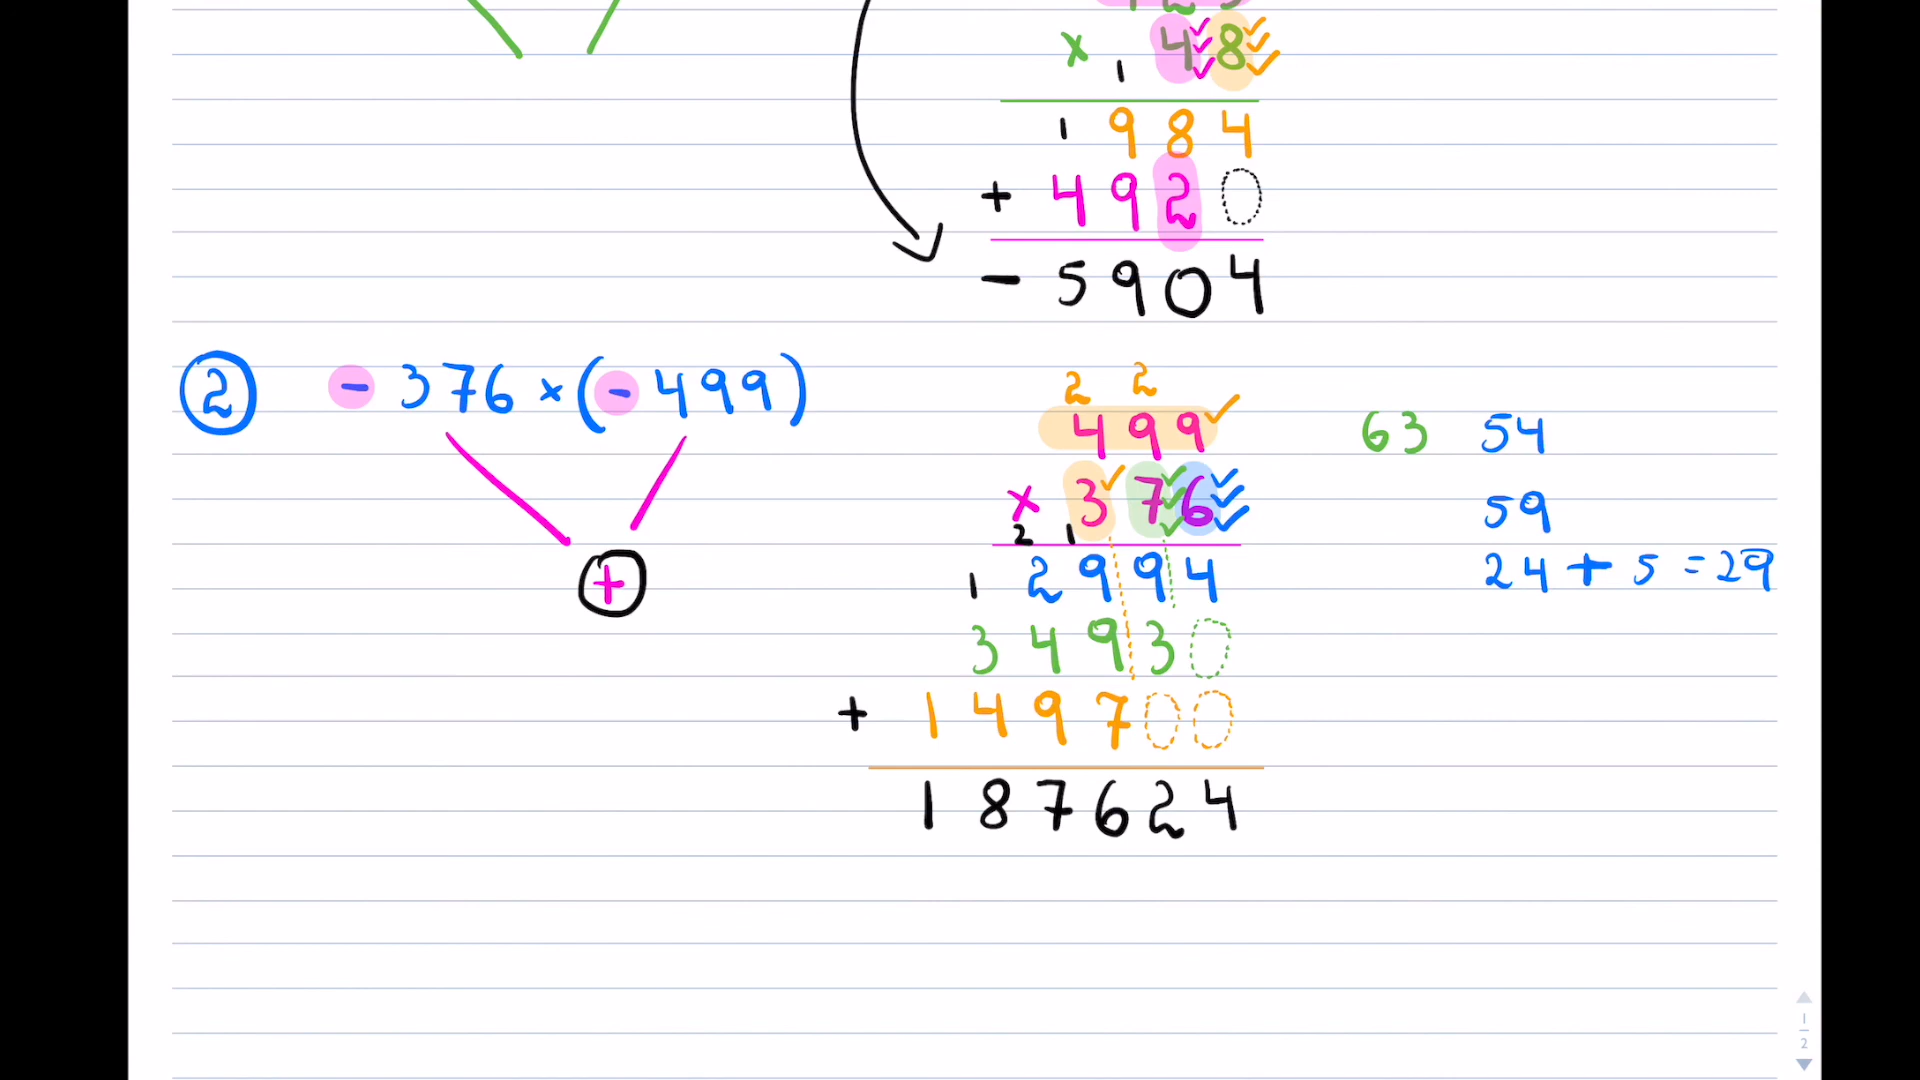 × 4 8
1
1 9 8 4
+ 4 9 2 0
- 5 9 0 4
② - 376 × (- 499)
+
2 2
4 9 9
× 3 7 6
2 1
1 2 9 9 4
3 4 9 3 0
+ 1 4 9 7 0 0
1 8 7 6 2 4
63 54
59
24 + 5 = 29
1
2